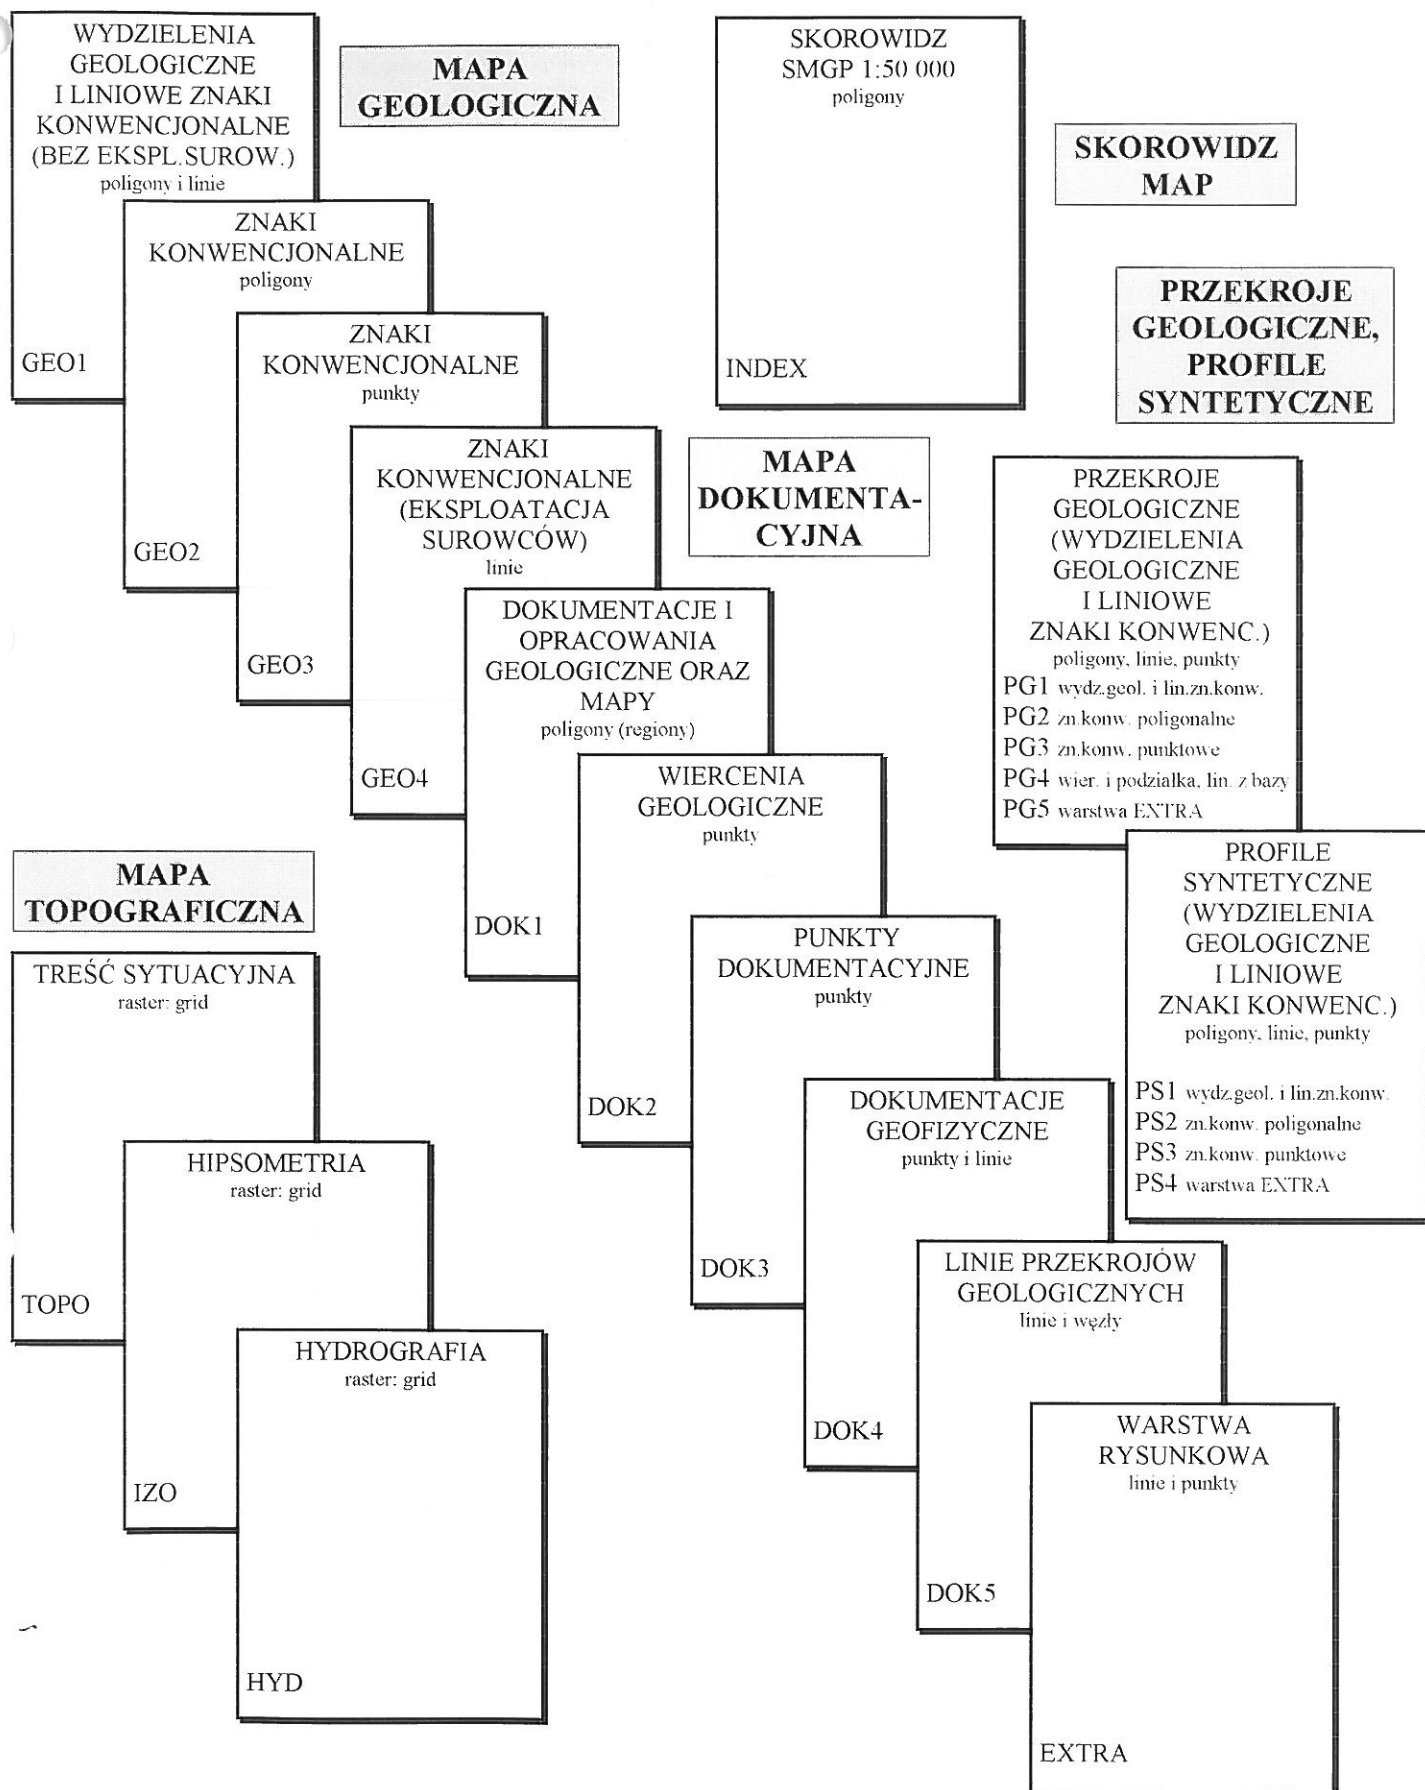 WYDZIELENIA
GEOLOGICZNE
I LINIOWE ZNAKI
KONWENCJONALNE
(BEZ EKSPL.SUROW.)
poligony i linie
GEO1
MAPA
GEOLOGICZNA
ZNAKI
KONWENCJONALNE
poligony
GEO2
ZNAKI
KONWENCJONALNE
punkty
GEO3
ZNAKI
KONWENCJONALNE
(EKSPLOATACJA
SUROWCÓW)
linie
GEO4
SKOROWIDZ
SMGP 1:50 000
poligony
INDEX
SKOROWIDZ
MAP
MAPA
DOKUMENTA-
CYJNA
DOKUMENTACJE I
OPRACOWANIA
GEOLOGICZNE ORAZ
MAPY
poligony (regiony)
DOK1
WIERCENIA
GEOLOGICZNE
punkty
DOK2
PUNKTY
DOKUMENTACYJNE
punkty
DOK3
DOKUMENTACJE
GEOFIZYCZNE
punkty i linie
DOK4
LINIE PRZEKROJÓW
GEOLOGICZNYCH
linie i węzły
DOK5
WARSTWA
RYSUNKOWA
linie i punkty
EXTRA
PRZEKROJE
GEOLOGICZNE,
PROFILE
SYNTETYCZNE
PRZEKROJE
GEOLOGICZNE
(WYDZIELENIA
GEOLOGICZNE
I LINIOWE
ZNAKI KONWENC.)
poligony, linie, punkty
PG1 wydz.geol. i lin.zn.konw.
PG2 zn.konw. poligonalne
PG3 zn.konw. punktowe
PG4 wier. i podziałka, lin. z bazy
PG5 warstwa EXTRA
PROFILE
SYNTETYCZNE
(WYDZIELENIA
GEOLOGICZNE
I LINIOWE
ZNAKI KONWENC.)
poligony, linie, punkty
PS1 wydz.geol. i lin.zn.konw.
PS2 zn.konw. poligonalne
PS3 zn.konw. punktowe
PS4 warstwa EXTRA
MAPA
TOPOGRAFICZNA
TREŚĆ SYTUACYJNA
raster: grid
TOPO
HIPSOMETRIA
raster: grid
IZO
HYDROGRAFIA
raster: grid
HYD